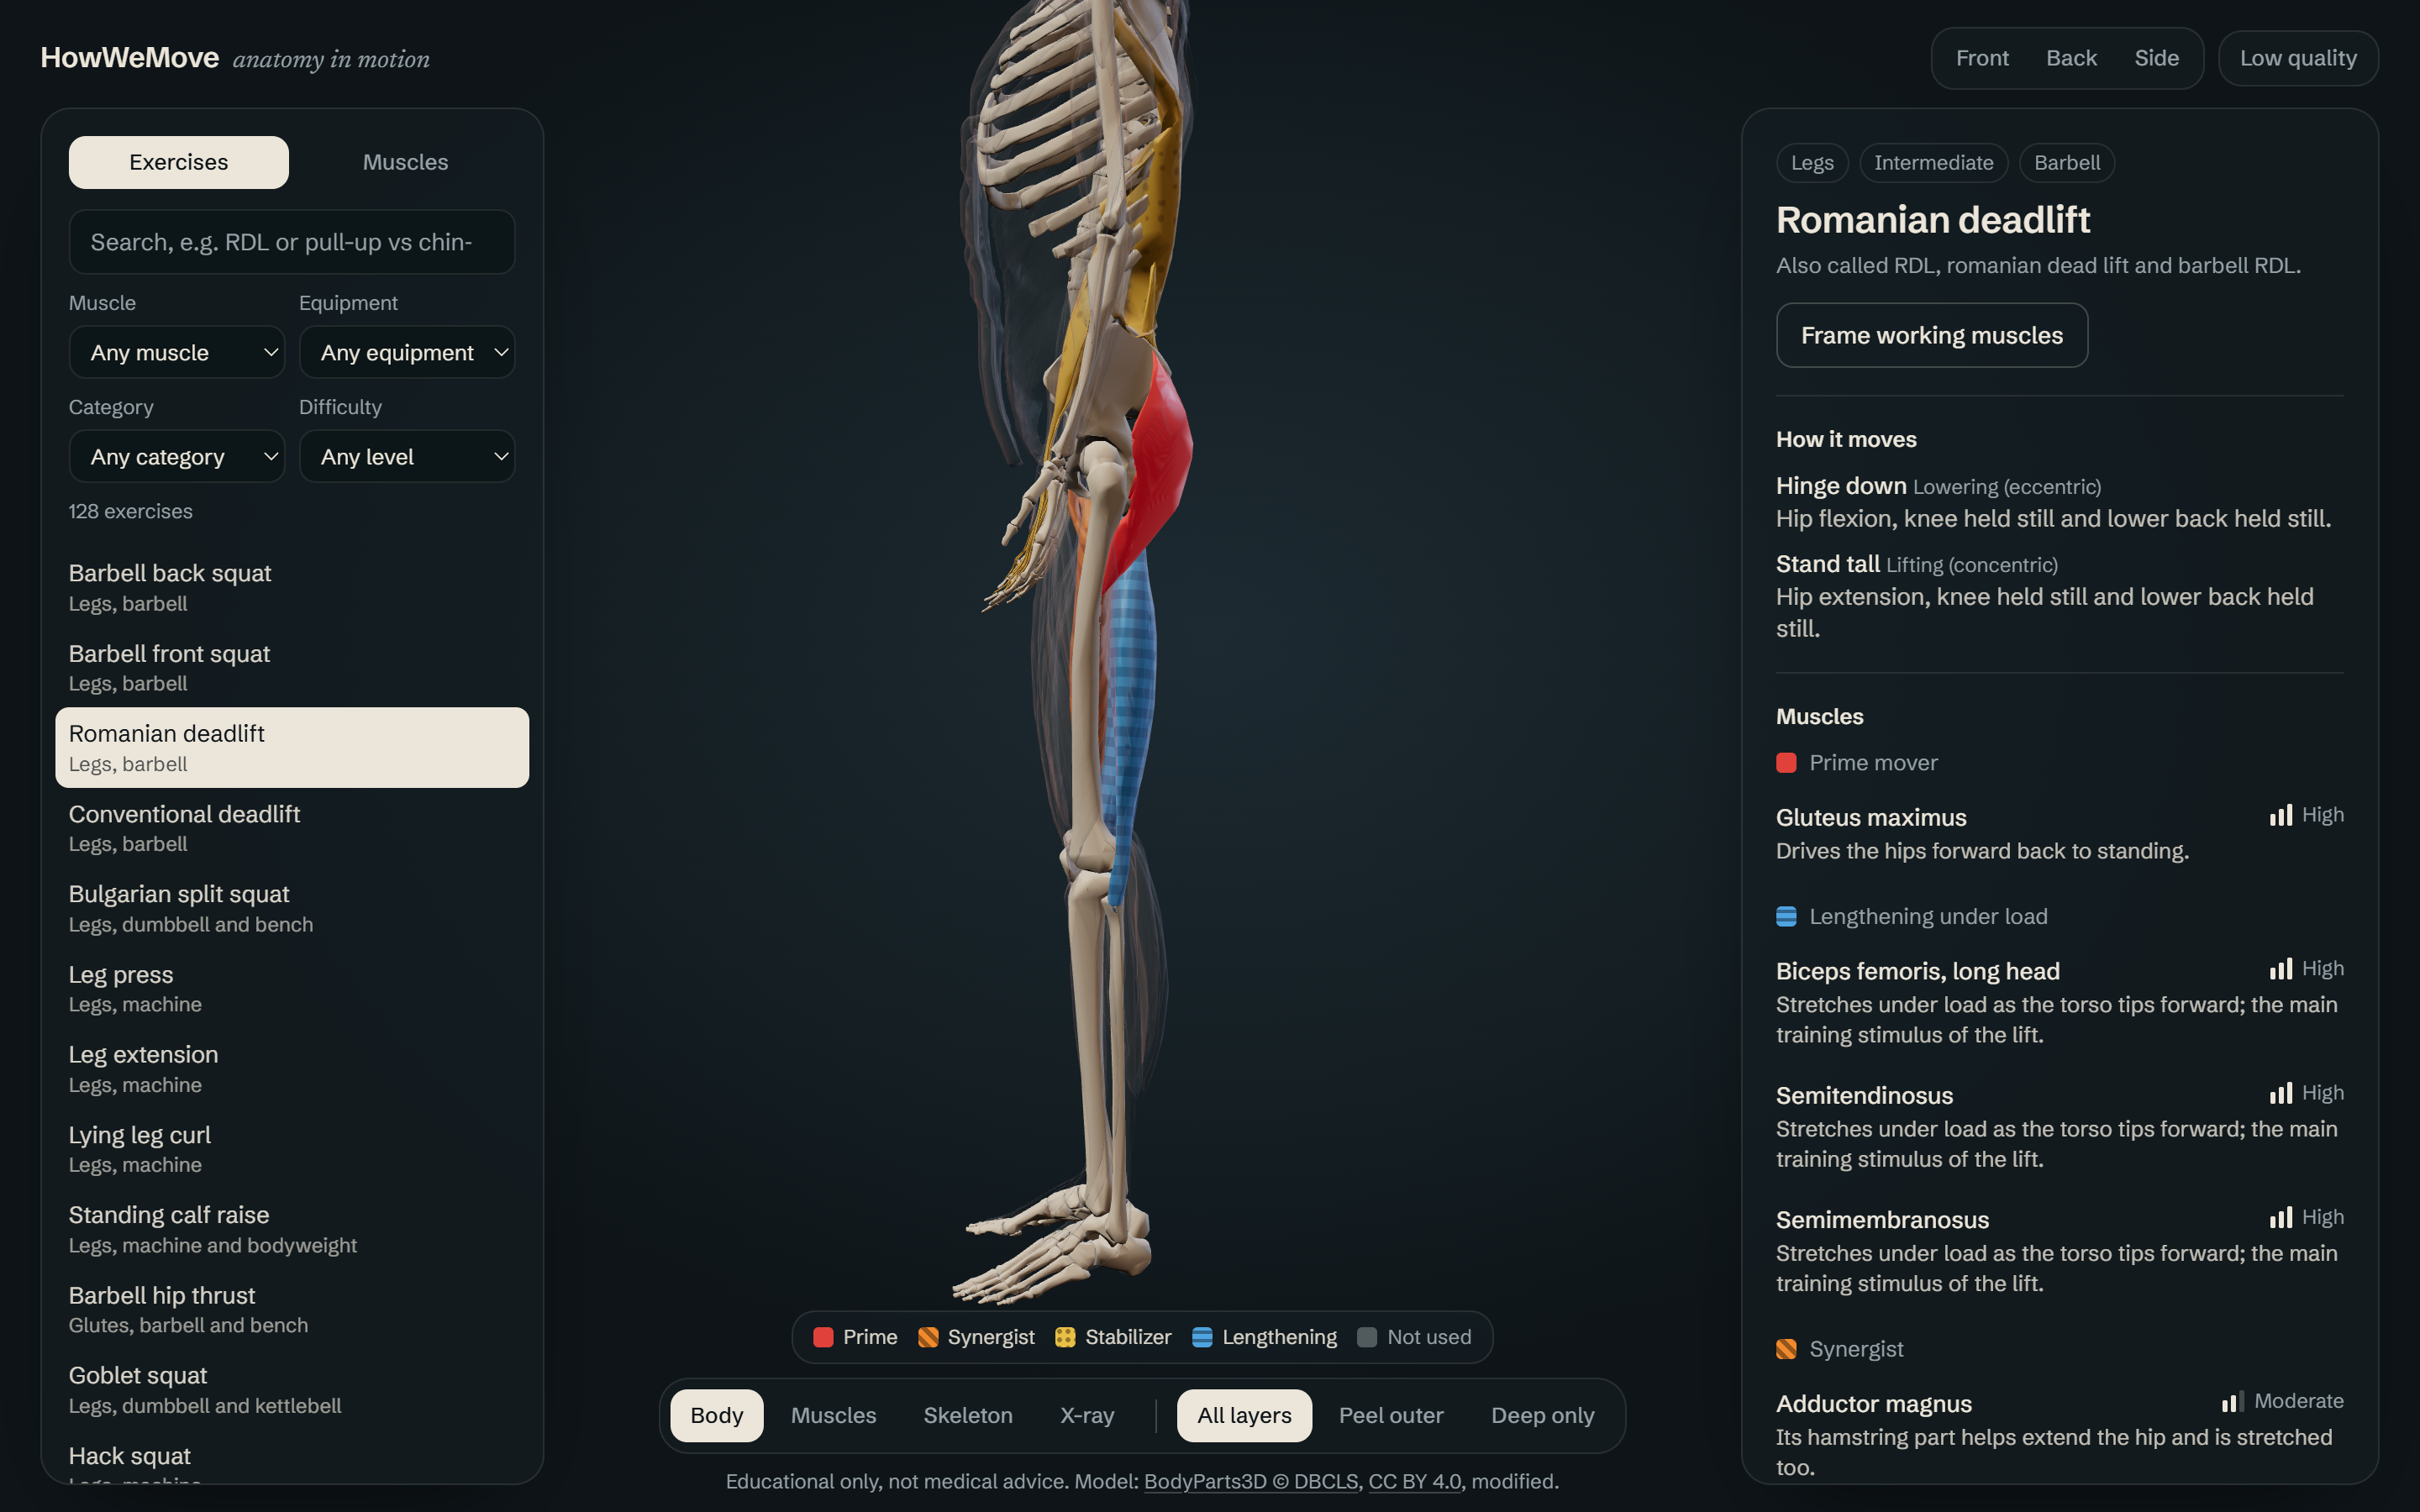 HowWeMove anatomy in motion
Front Back Side Low quality
Exercises Muscles
Search, e.g. RDL or pull-up vs chin-
Muscle Equipment
Any muscle Any equipment
Category Difficulty
Any category Any level
128 exercises
Barbell back squat
Legs, barbell
Barbell front squat
Legs, barbell
Romanian deadlift
Legs, barbell
Conventional deadlift
Legs, barbell
Bulgarian split squat
Legs, dumbbell and bench
Leg press
Legs, machine
Leg extension
Legs, machine
Lying leg curl
Legs, machine
Standing calf raise
Legs, machine and bodyweight
Barbell hip thrust
Glutes, barbell and bench
Goblet squat
Legs, dumbbell and kettlebell
Hack squat
Legs, machine
Prime Synergist Stabilizer Lengthening Not used
Body Muscles Skeleton X-ray All layers Peel outer Deep only
Educational only, not medical advice. Model: BodyParts3D © DBCLS, CC BY 4.0, modified.
Legs Intermediate Barbell
Romanian deadlift
Also called RDL, romanian dead lift and barbell RDL.
Frame working muscles
How it moves
Hinge down Lowering (eccentric)
Hip flexion, knee held still and lower back held still.
Stand tall Lifting (concentric)
Hip extension, knee held still and lower back held
still.
Muscles
Prime mover
Gluteus maximus High
Drives the hips forward back to standing.
Lengthening under load
Biceps femoris, long head High
Stretches under load as the torso tips forward; the main
training stimulus of the lift.
Semitendinosus High
Stretches under load as the torso tips forward; the main
training stimulus of the lift.
Semimembranosus High
Stretches under load as the torso tips forward; the main
training stimulus of the lift.
Synergist
Adductor magnus Moderate
Its hamstring part helps extend the hip and is stretched
too.